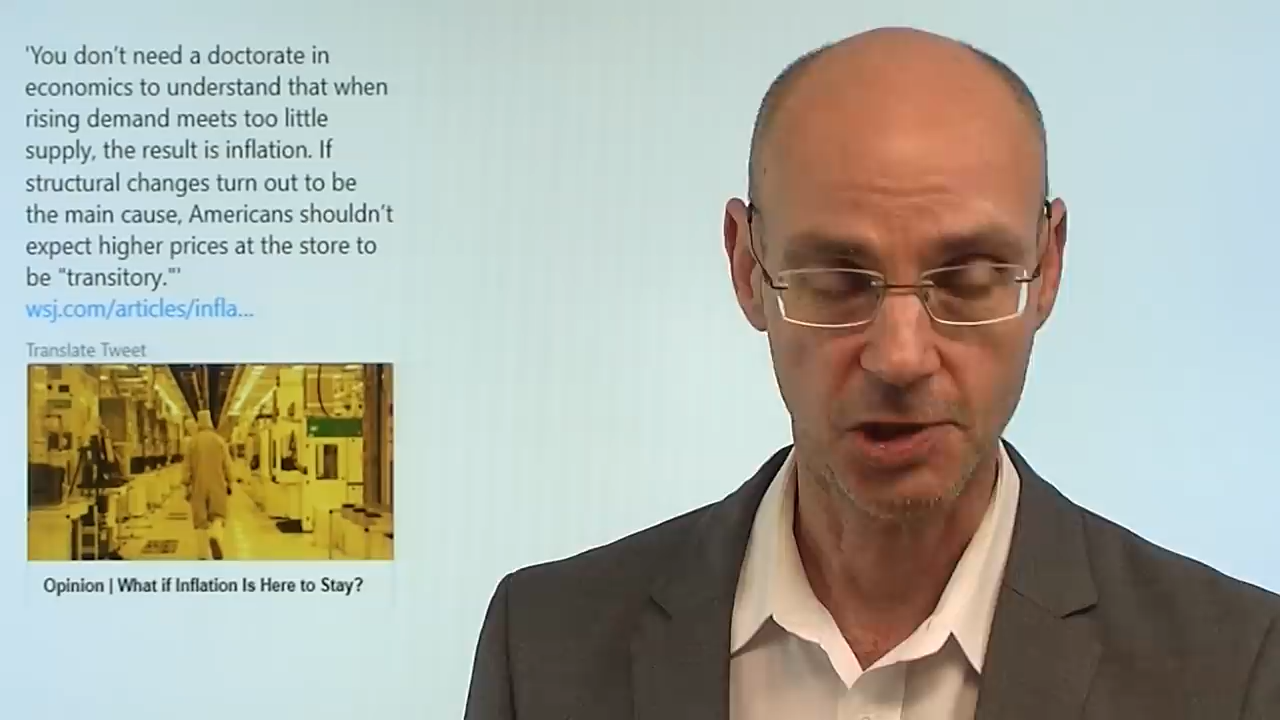 'You don't need a doctorate in
economics to understand that when
rising demand meets too little
supply, the result is inflation. If
structural changes turn out to be
the main cause, Americans shouldn't
expect higher prices at the store to
be "transitory."'
wsj.com/articles/infla...
Translate Tweet
Opinion | What if Inflation Is Here to Stay?